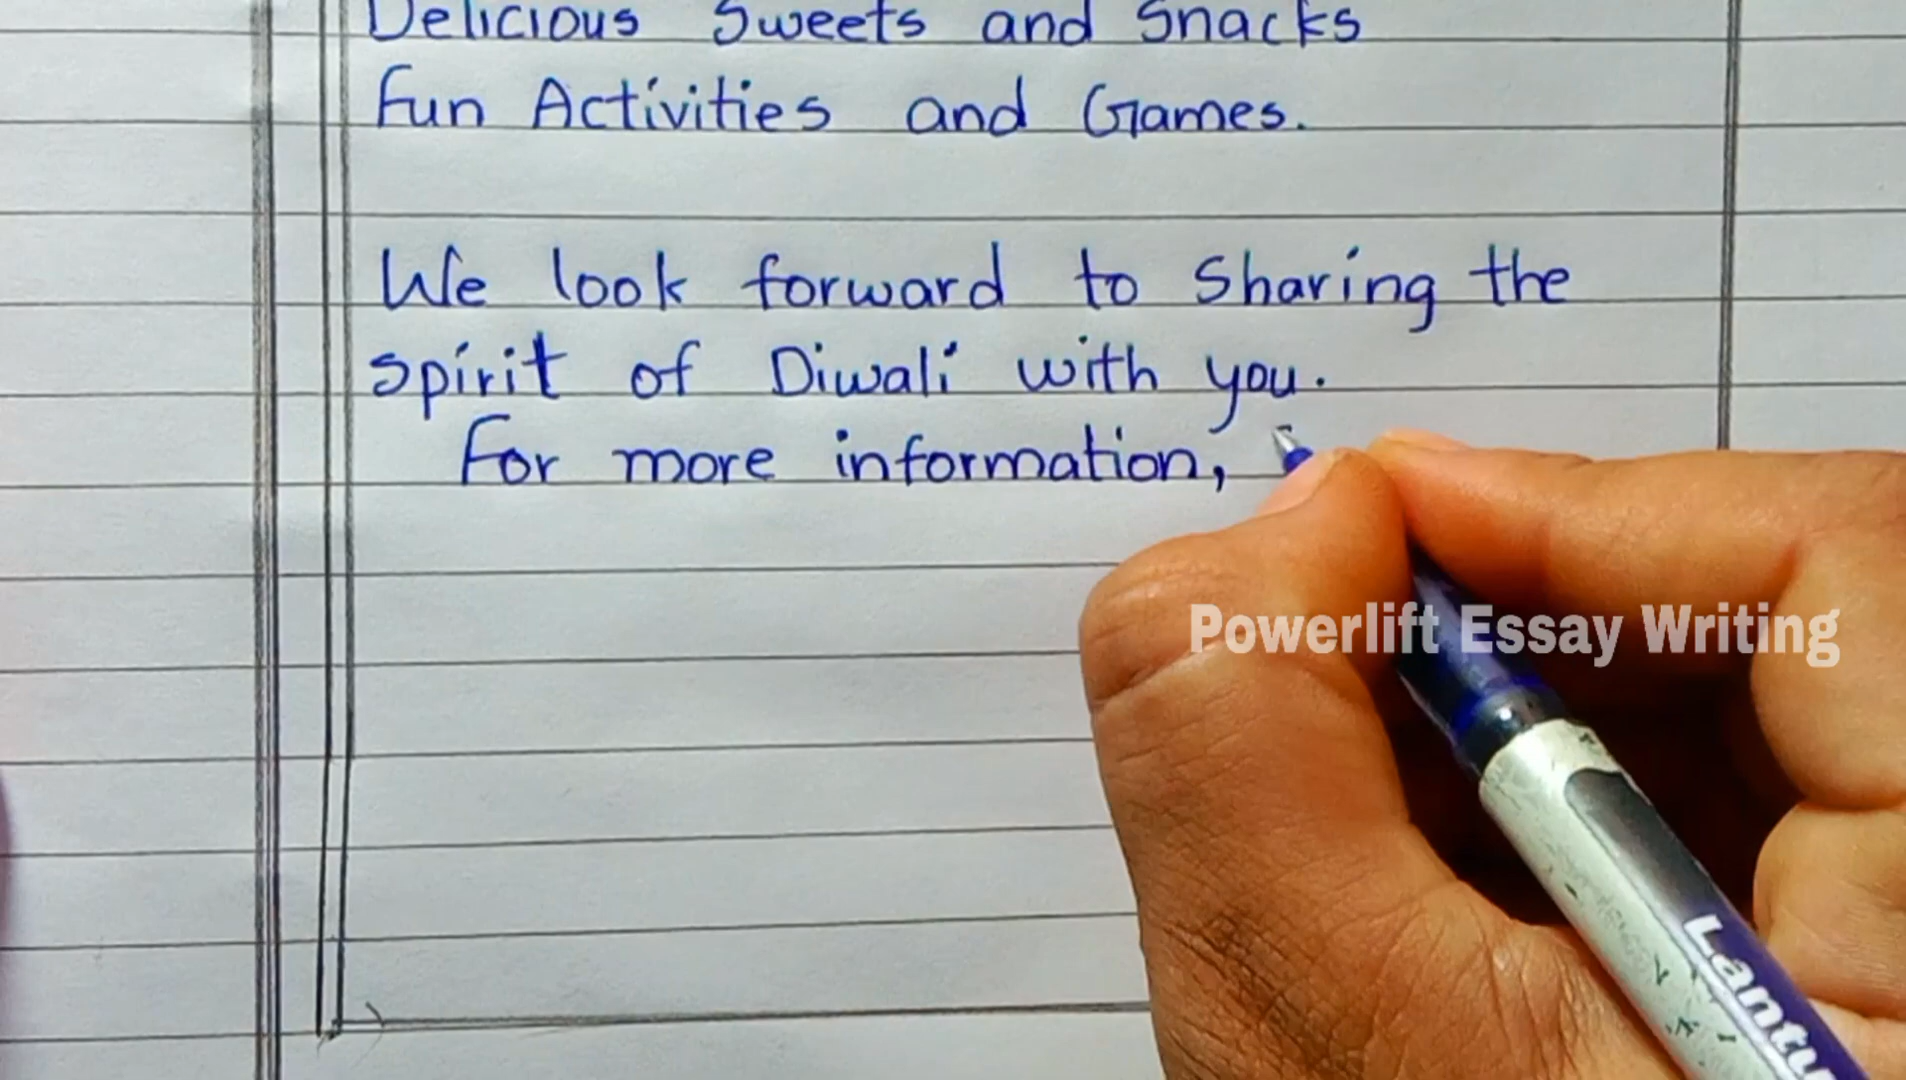 Delicious Sweets and Snacks
Fun Activities and Games.
We look forward to Sharing the
spirit of Diwali with you.
For more information,
Powerlift Essay Writing